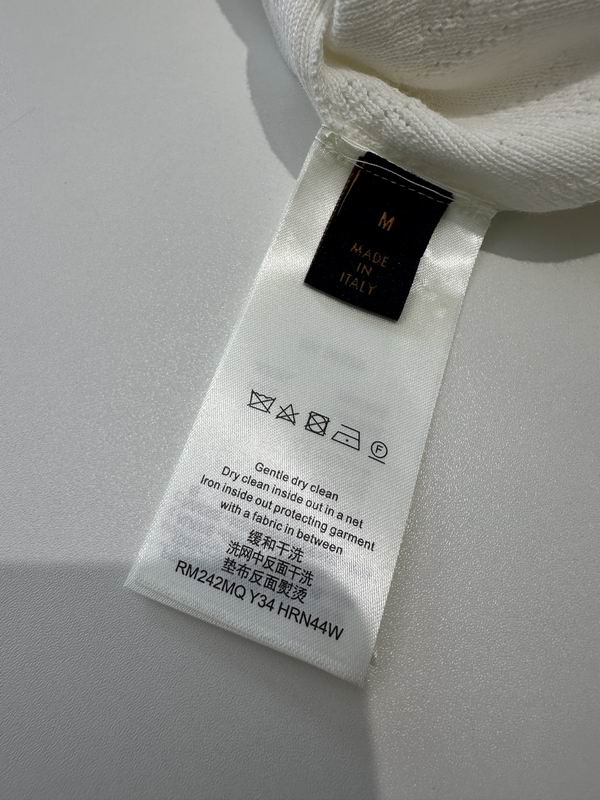 M
MADE
IN
ITALY
F
Gentle dry clean
Dry clean inside out in a net
Iron inside out protecting garment
with a fabric in between
缓和干洗
洗网中反面干洗
垫布反面熨烫
RM242MQ Y34 HRN44W